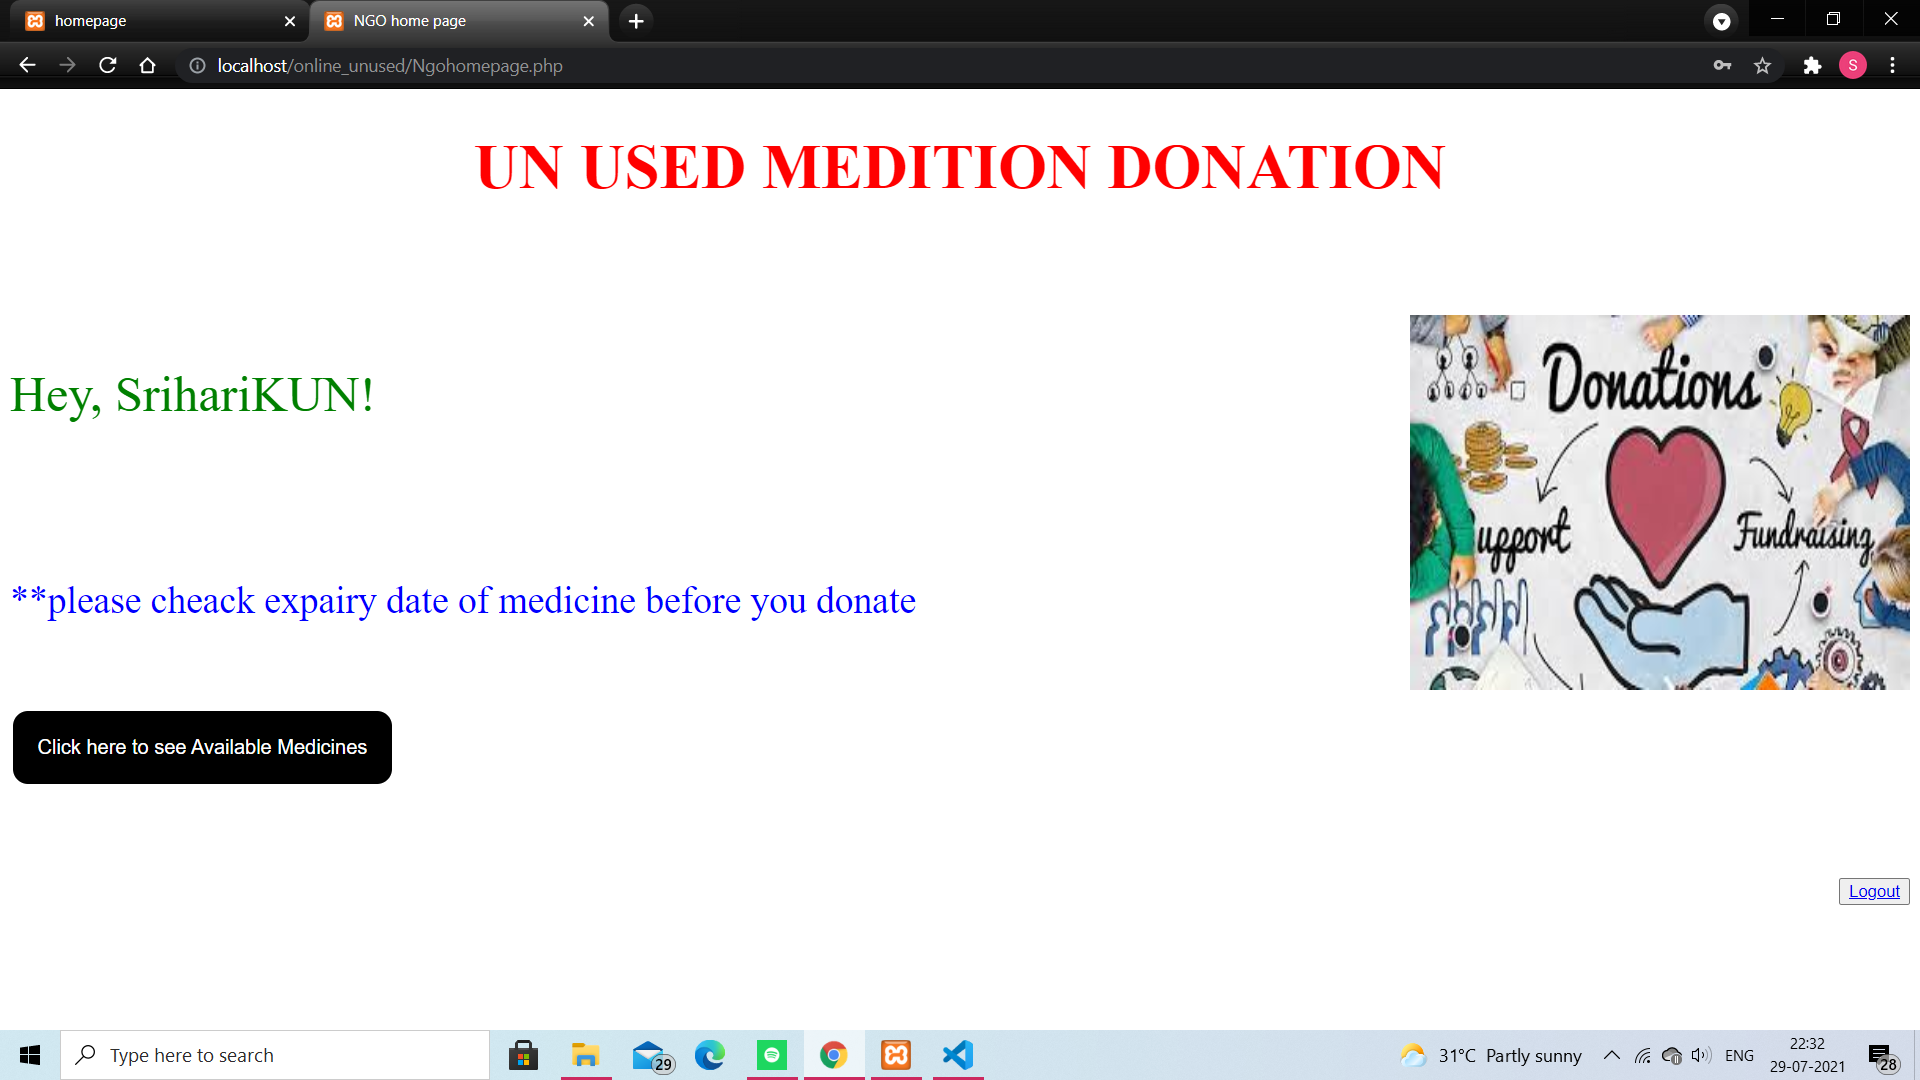 homepage
NGO home page
localhost/online_unused/Ngohomepage.php
S
UN USED MEDITION DONATION
Hey, SrihariKUN!
Donations
upport
Fundraising
**please cheack expairy date of medicine before you donate
Click here to see Available Medicines
Logout
Type here to search
29
31°C Partly sunny
ENG
22:32
29-07-2021
28